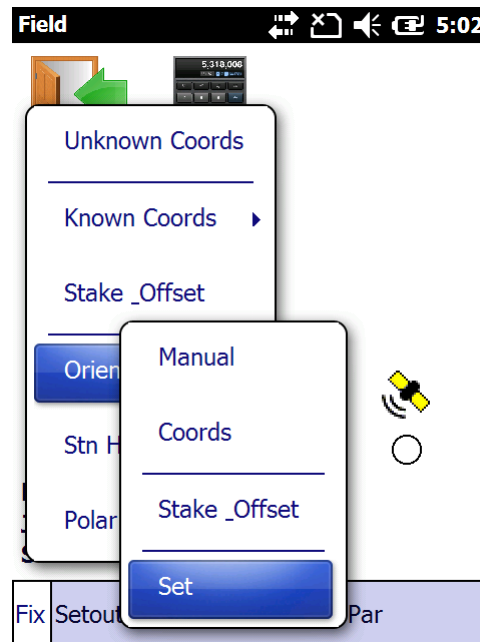 Field 5:02
5.318,008
Unknown Coords
Known Coords
Stake _Offset
Orien
Manual
Coords
Stn H
Stake _Offset
Polar
Set
Fix Setout Par